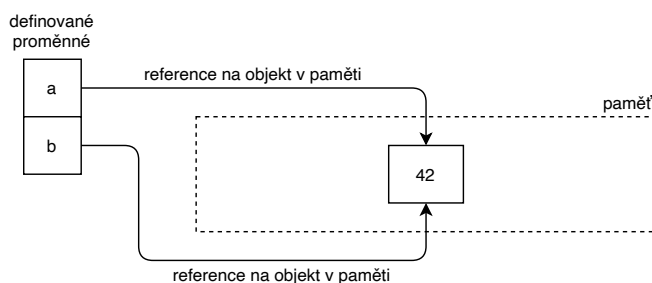 definované
proměnné
a
reference na objekt v paměti
paměť
b
42
reference na objekt v paměti